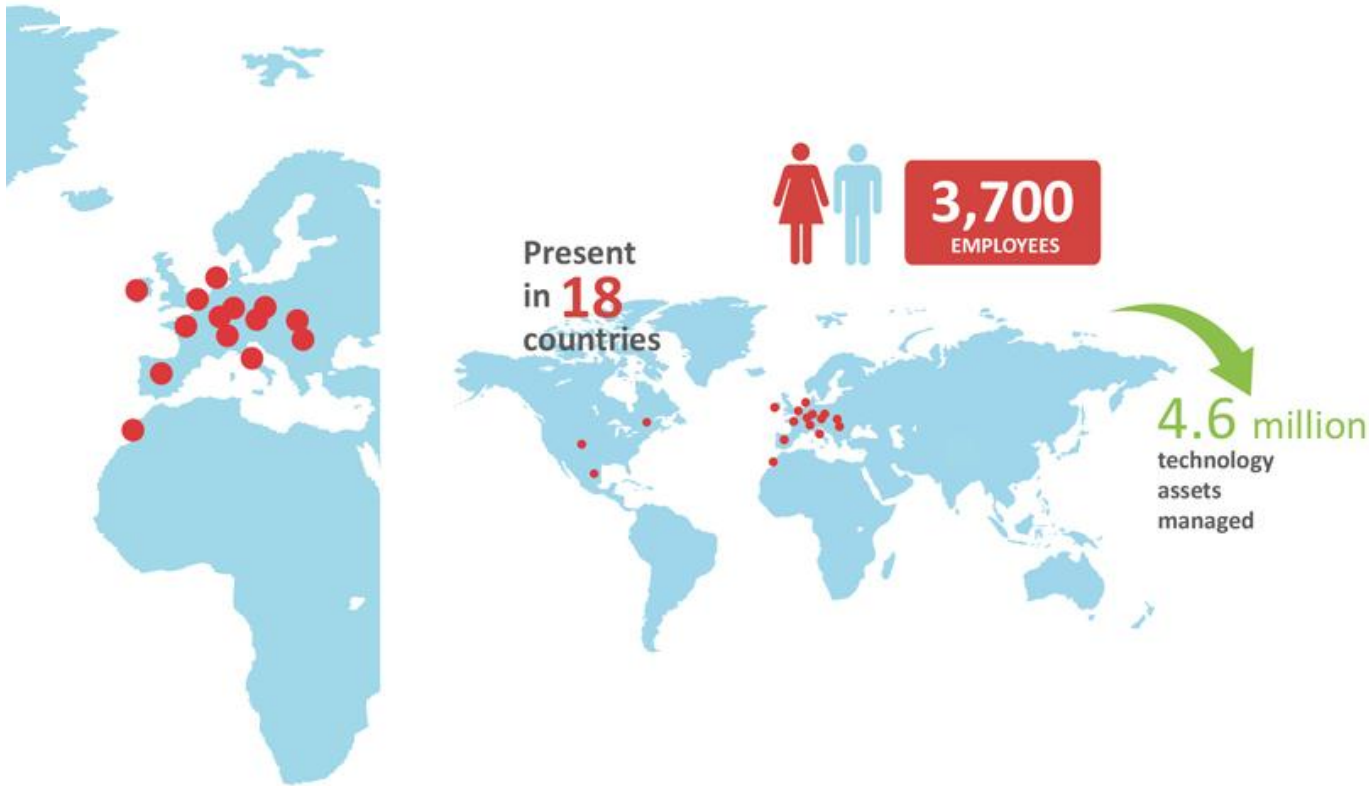 3,700
EMPLOYEES
Present
in 18
countries
4.6 million
technology
assets
managed